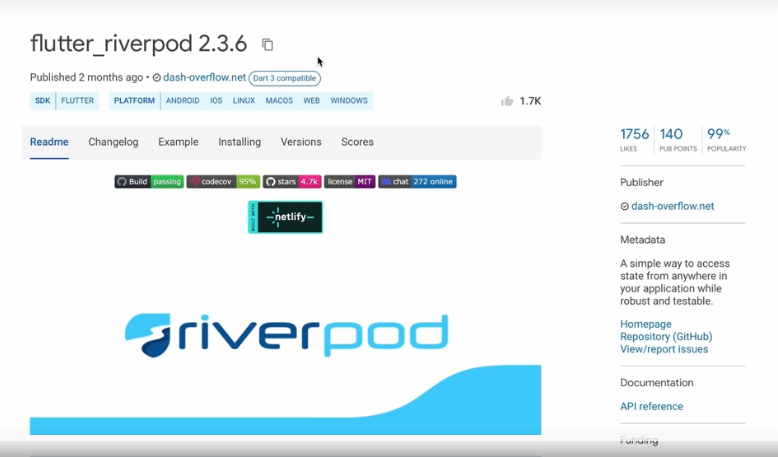 flutter_riverpod 2.3.6
Published 2 months ago • dash-overflow.net Dart 3 compatible
SDK FLUTTER PLATFORM ANDROID IOS LINUX MACOS WEB WINDOWS
1.7K
Readme Changelog Example Installing Versions Scores
Build passing codecov 95% stars 4.7k license MIT chat 272 online
BUILT WITH netlify
riverpod
1756 140 99%
LIKES PUB POINTS POPULARITY
Publisher
dash-overflow.net
Metadata
A simple way to access
state from anywhere in
your application while
robust and testable.
Homepage
Repository (GitHub)
View/report issues
Documentation
API reference
Funding